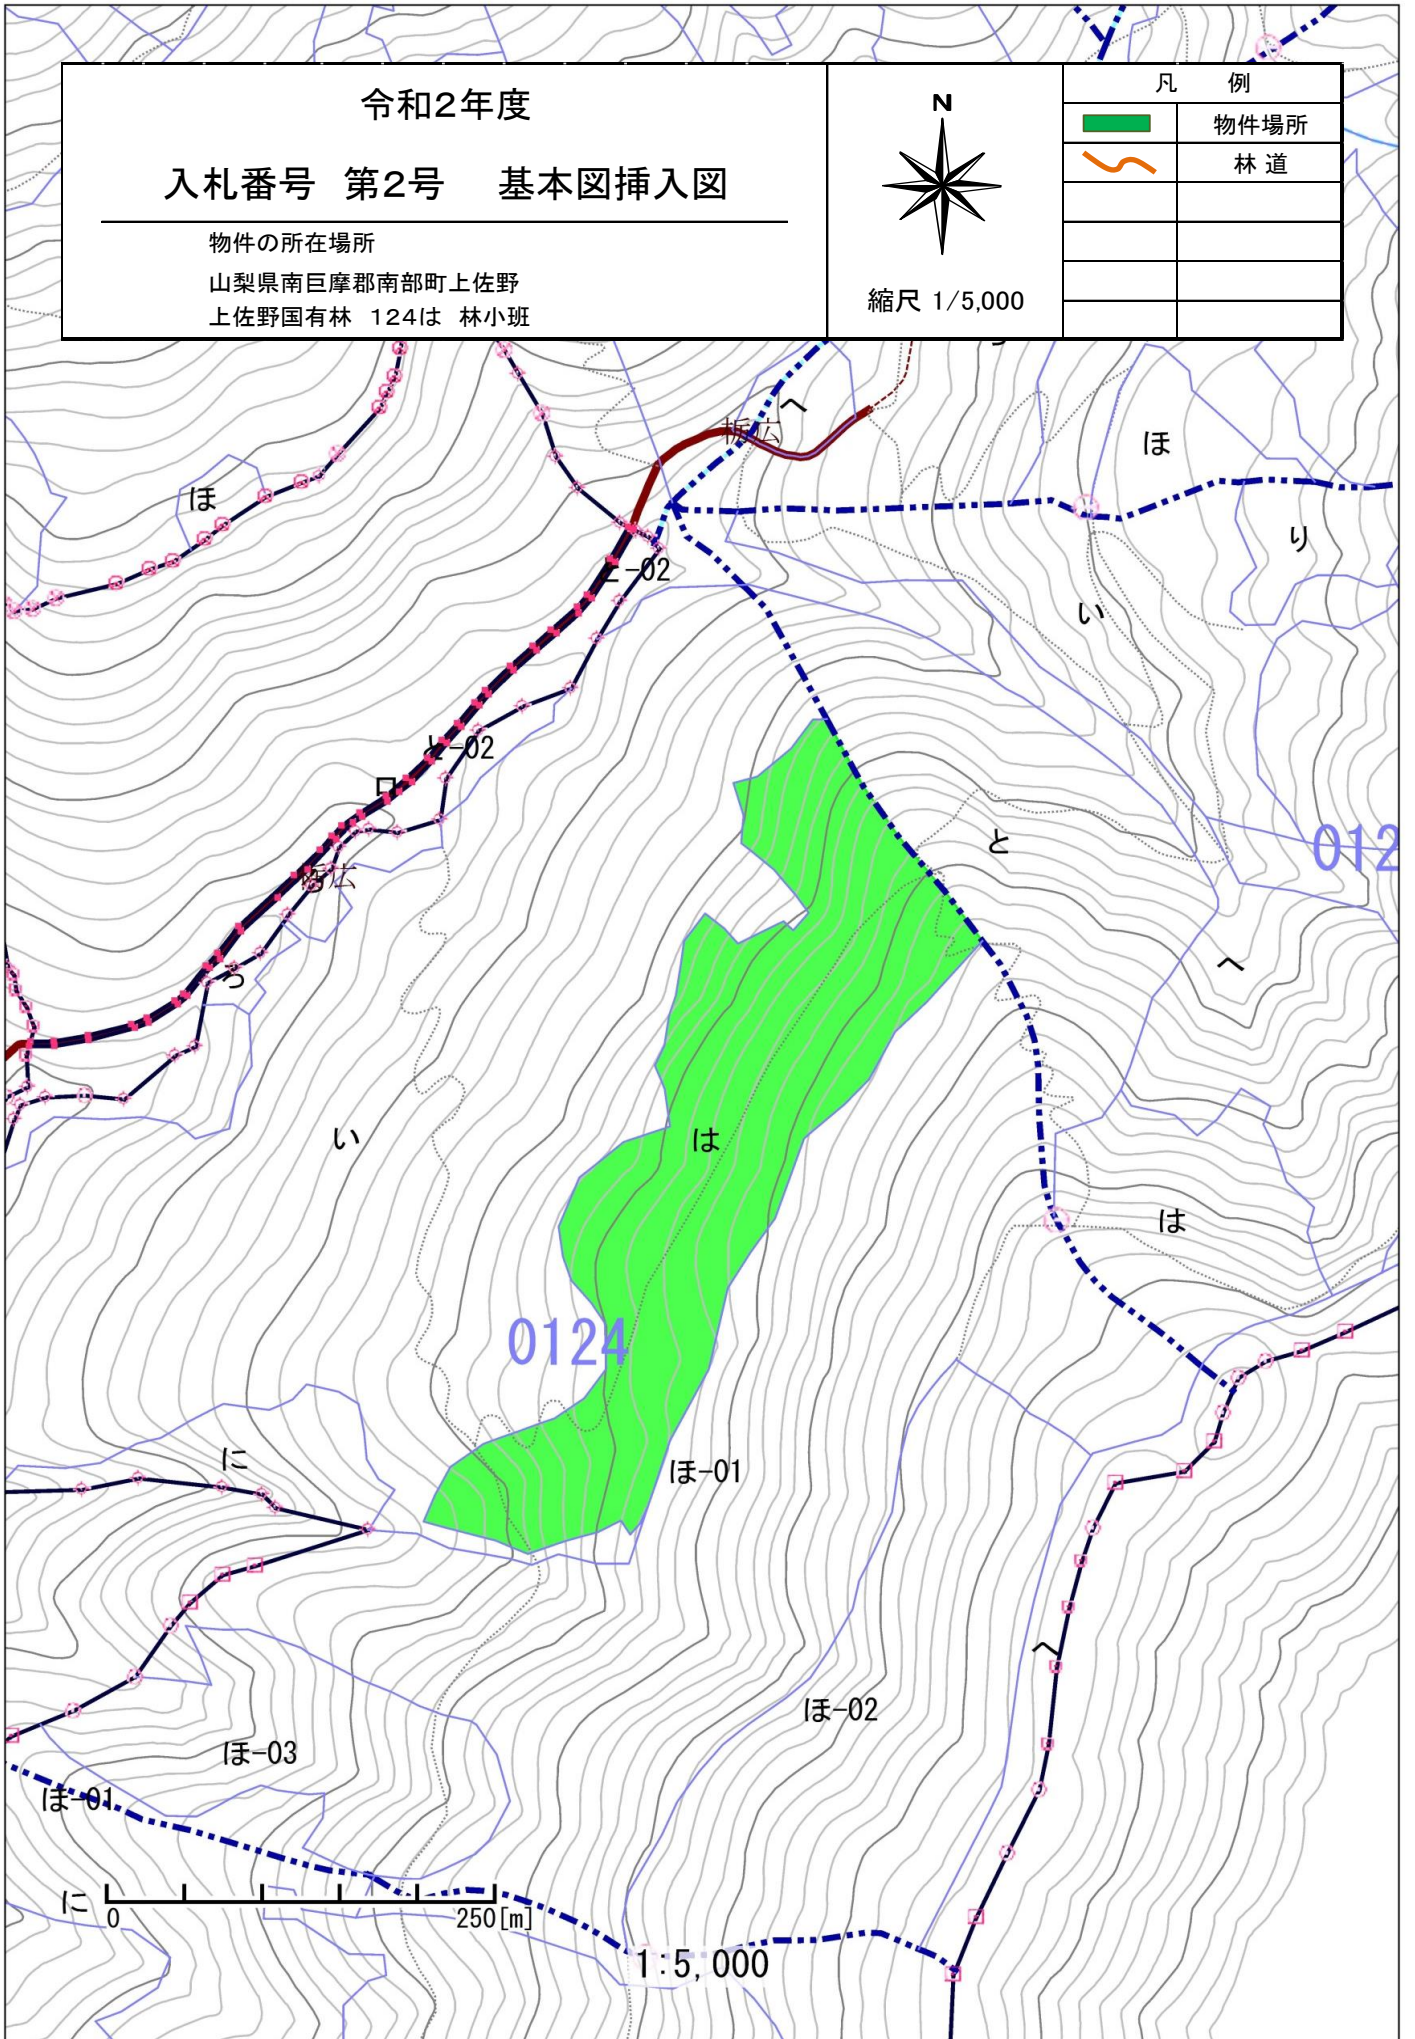 令和2年度
入札番号 第2号 基本図挿入図
物件の所在場所
山梨県南巨摩郡南部町上佐野
上佐野国有林 124は 林小班
N
縮尺 1/5,000
凡 例
物件場所
林 道
へ
栃広
ほ
ほ
り
-02
い
と-02
ロ
と
012
広
へ
ろ
い
は
は
0124
に
ほ-01
へ
ほ-02
ほ-03
ほ-01
に
0
250[m]
1:5,000